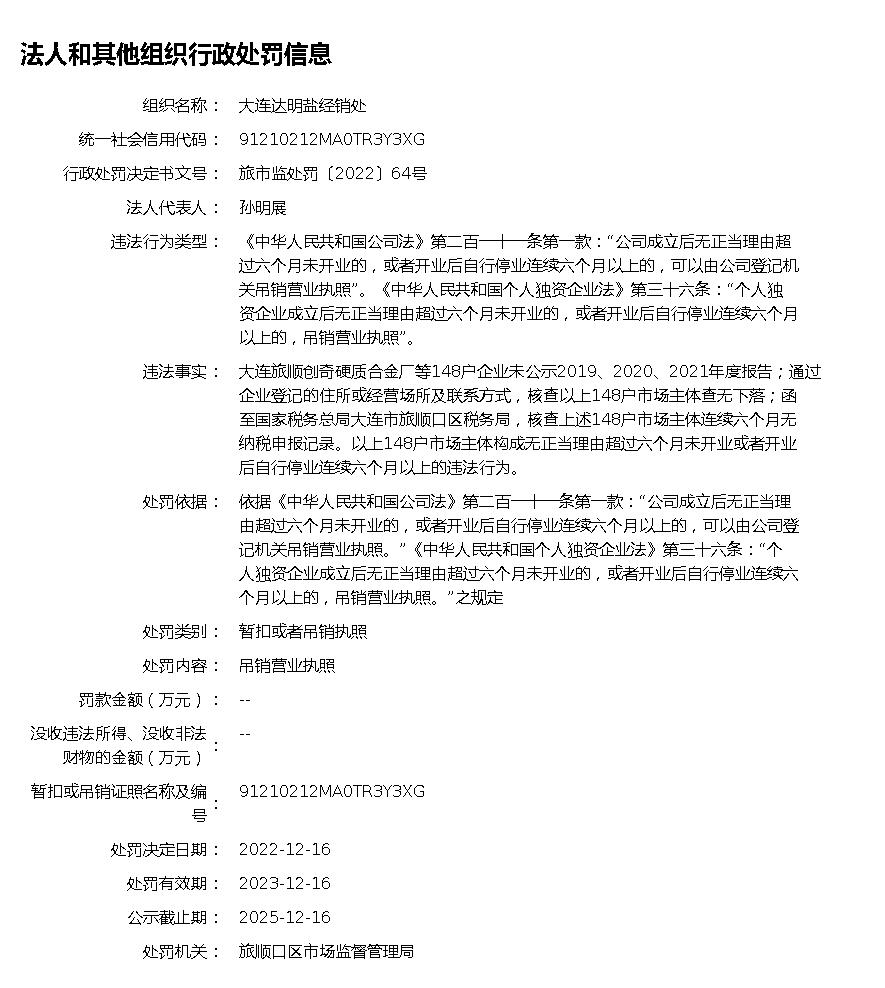 法人和其他组织行政处罚信息
组织名称： 大连达明盐经销处
统一社会信用代码： 91210212MA0TR3Y3XG
行政处罚决定书文号： 旅市监处罚〔2022〕64号
法人代表人： 孙明展
违法行为类型： 《中华人民共和国公司法》第二百一十一条第一款：“公司成立后无正当理由超
过六个月未开业的，或者开业后自行停业连续六个月以上的，可以由公司登记机
关吊销营业执照”。《中华人民共和国个人独资企业法》第三十六条：“个人独
资企业成立后无正当理由超过六个月未开业的，或者开业后自行停业连续六个月
以上的，吊销营业执照”。
违法事实： 大连旅顺创奇硬质合金厂等148户企业未公示2019、2020、2021年度报告；通过
企业登记的住所或经营场所及联系方式，核查以上148户市场主体查无下落；函
至国家税务总局大连市旅顺口区税务局，核查上述148户市场主体连续六个月无
纳税申报记录。以上148户市场主体构成无正当理由超过六个月未开业或者开业
后自行停业连续六个月以上的违法行为。
处罚依据： 依据《中华人民共和国公司法》第二百一十一条第一款：“公司成立后无正当理
由超过六个月未开业的，或者开业后自行停业连续六个月以上的，可以由公司登
记机关吊销营业执照。”《中华人民共和国个人独资企业法》第三十六条：“个
人独资企业成立后无正当理由超过六个月未开业的，或者开业后自行停业连续六
个月以上的，吊销营业执照。”之规定
处罚类别： 暂扣或者吊销执照
处罚内容： 吊销营业执照
罚款金额（万元）： --
没收违法所得、没收非法
财物的金额（万元）： --
暂扣或吊销证照名称及编
号： 91210212MA0TR3Y3XG
处罚决定日期： 2022-12-16
处罚有效期： 2023-12-16
公示截止期： 2025-12-16
处罚机关： 旅顺口区市场监督管理局